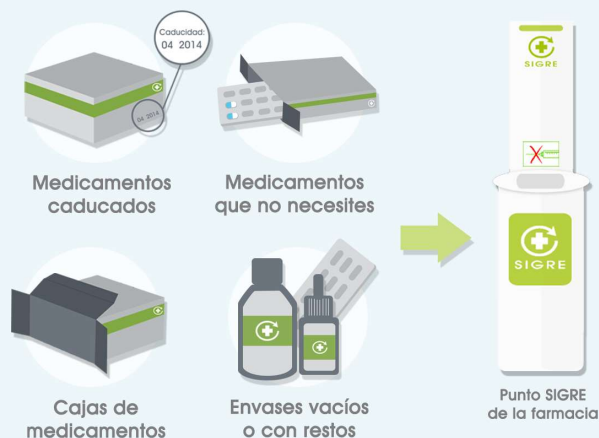 Caducidad:
04 2014
04 2014
Medicamentos
caducados
Medicamentos
que no necesites
SIGRE
SIGRE
Cajas de
medicamentos
Envases vacíos
o con restos
Punto SIGRE
de la farmacia